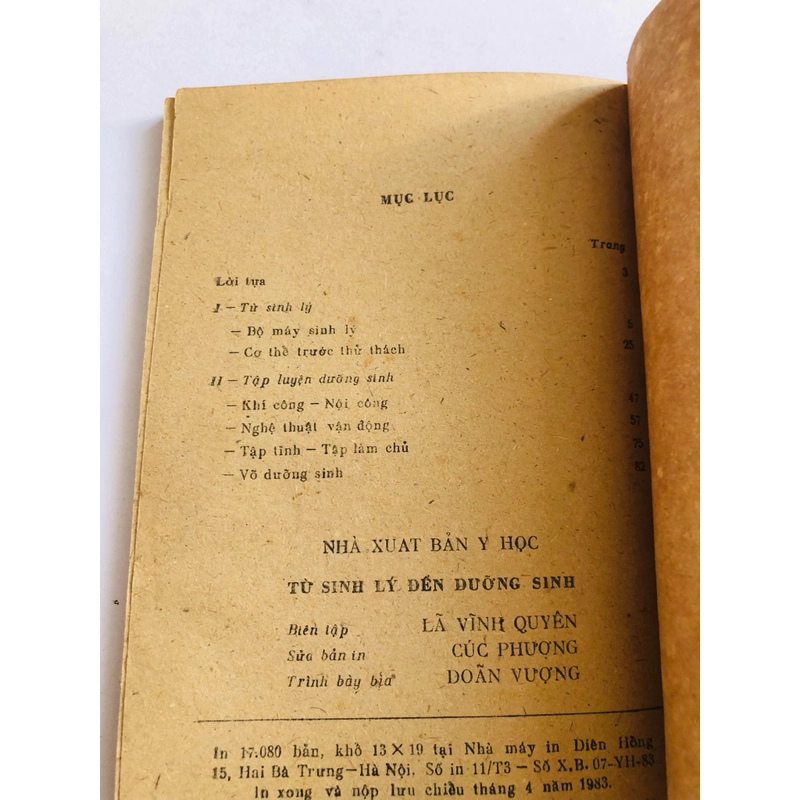 MỤC LỤC
Trang
Lời tựa 3
I — Từ sinh lý
— Bộ máy sinh lý 5
— Cơ thể trước thử thách 25
II — Tập luyện dưỡng sinh
— Khí công — Nội công 47
— Nghệ thuật vận động 57
— Tập tĩnh — Tập làm chủ 75
— Võ dưỡng sinh 82
NHÀ XUAT BẢN Y HỌC
TỪ SINH LÝ ĐẾN DƯỠNG SINH
Biên tập LÃ VĨNH QUYÊN
Sửa bản in CÚC PHƯƠNG
Trình bày bìa DOÃN VƯỢNG
In 17.080 bản, khổ 13 × 19 tại Nhà máy in Diên Hồng
15, Hai Bà Trưng—Hà Nội. Số in 11/T3 — Số X.B. 07-YH-83
In xong và nộp lưu chiểu tháng 4 năm 1983.